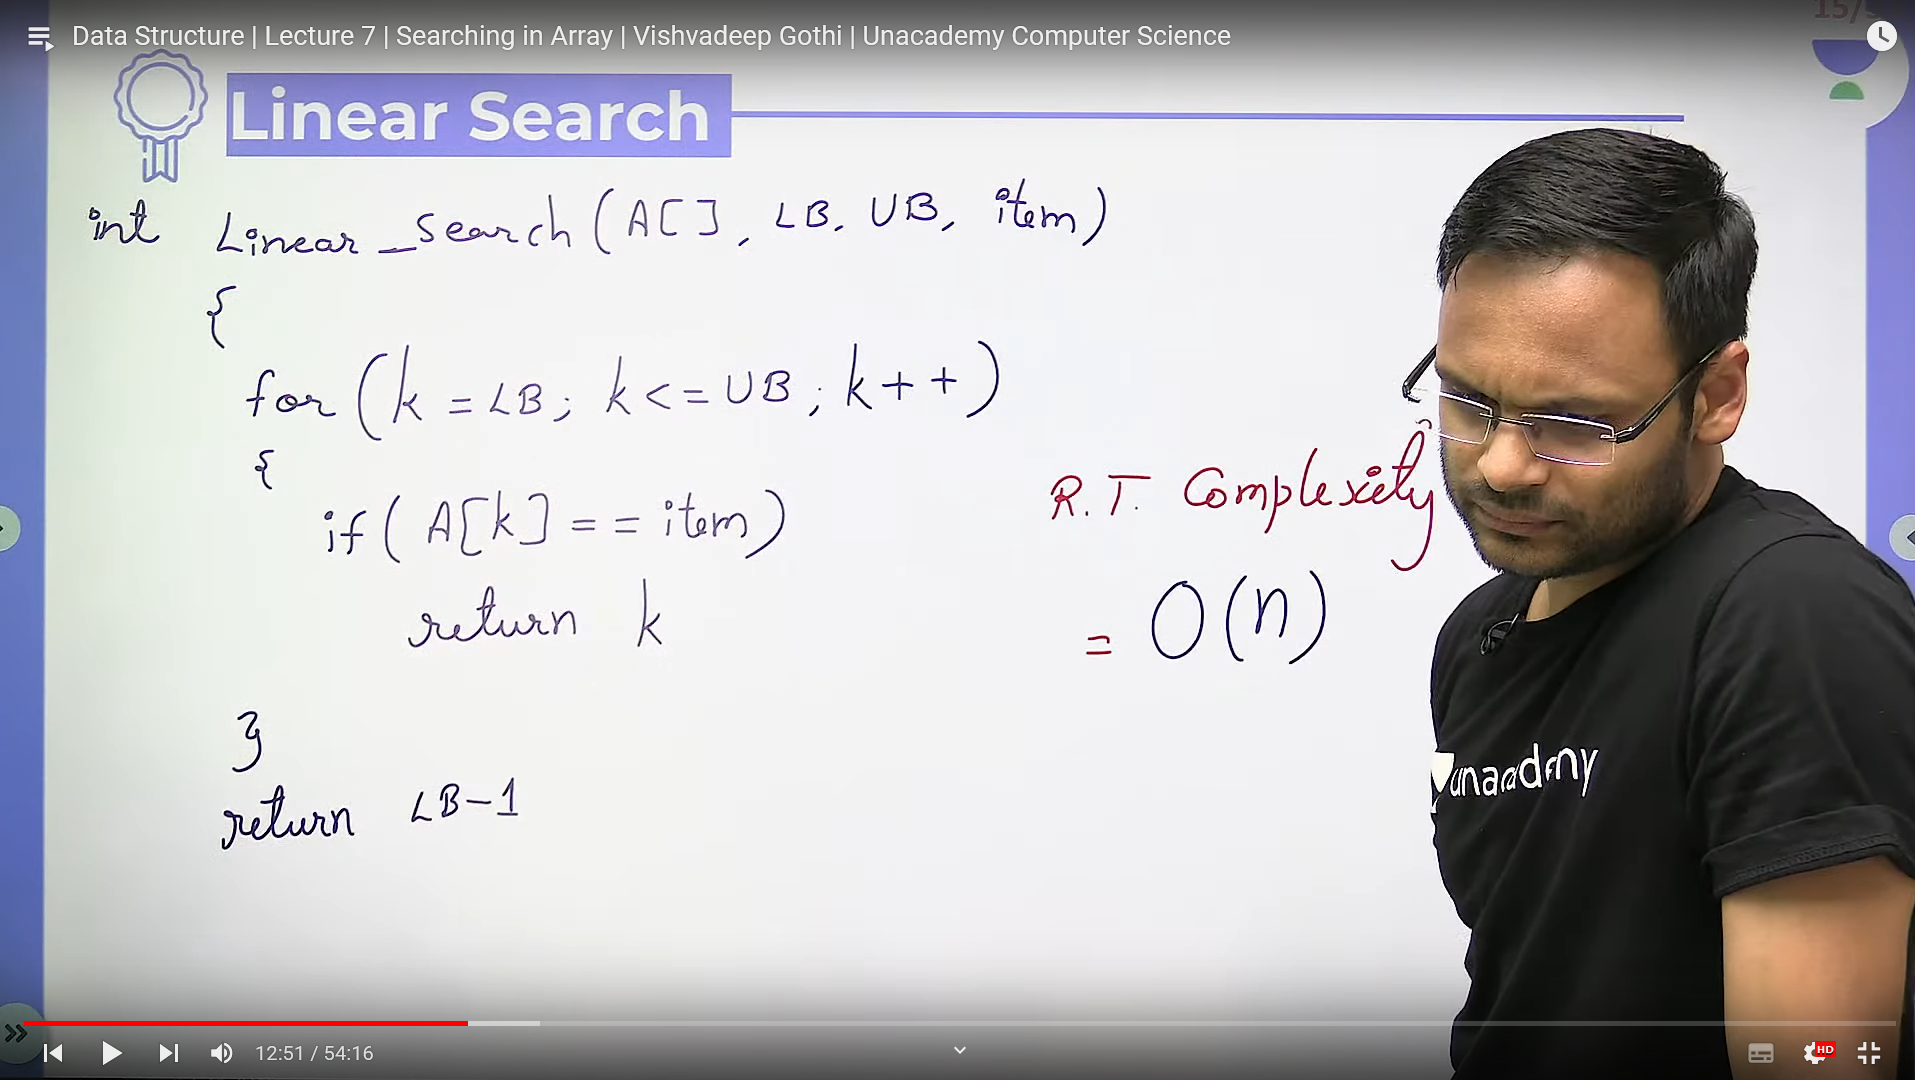 Data Structure | Lecture 7 | Searching in Array | Vishvadeep Gothi | Unacademy Computer Science
Linear Search
int Linear_Search(A[], LB, UB, item)
{
for(k = LB; k <= UB; k++)
{
if(A[k] == item)
return k
}
return LB-1
R.T. Complexity
= O(n)
unacademy
12:51 / 54:16
HD